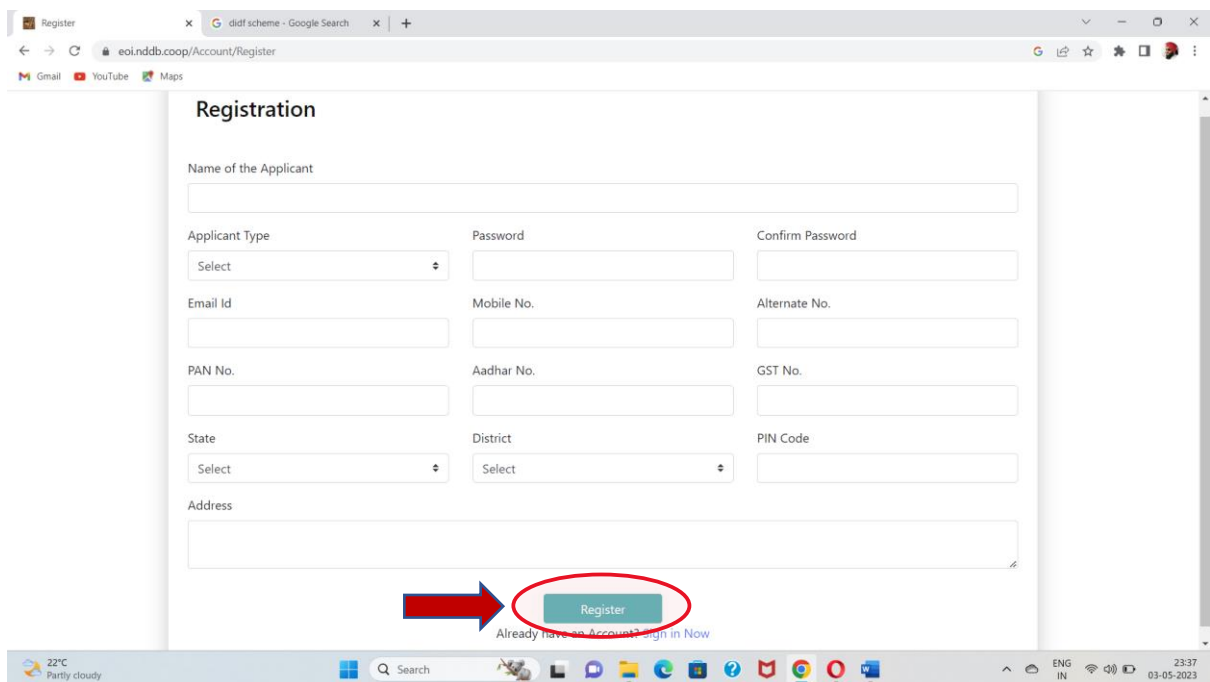 Register
didf scheme - Google Search
eoi.nddb.coop/Account/Register
Gmail YouTube Maps
Registration
Name of the Applicant
Applicant Type Password Confirm Password
Select
Email Id Mobile No. Alternate No.
PAN No. Aadhar No. GST No.
State District PIN Code
Select Select
Address
Register
Already have an Account? Sign in Now
22°C
Partly cloudy
Search
ENG
IN
23:37
03-05-2023